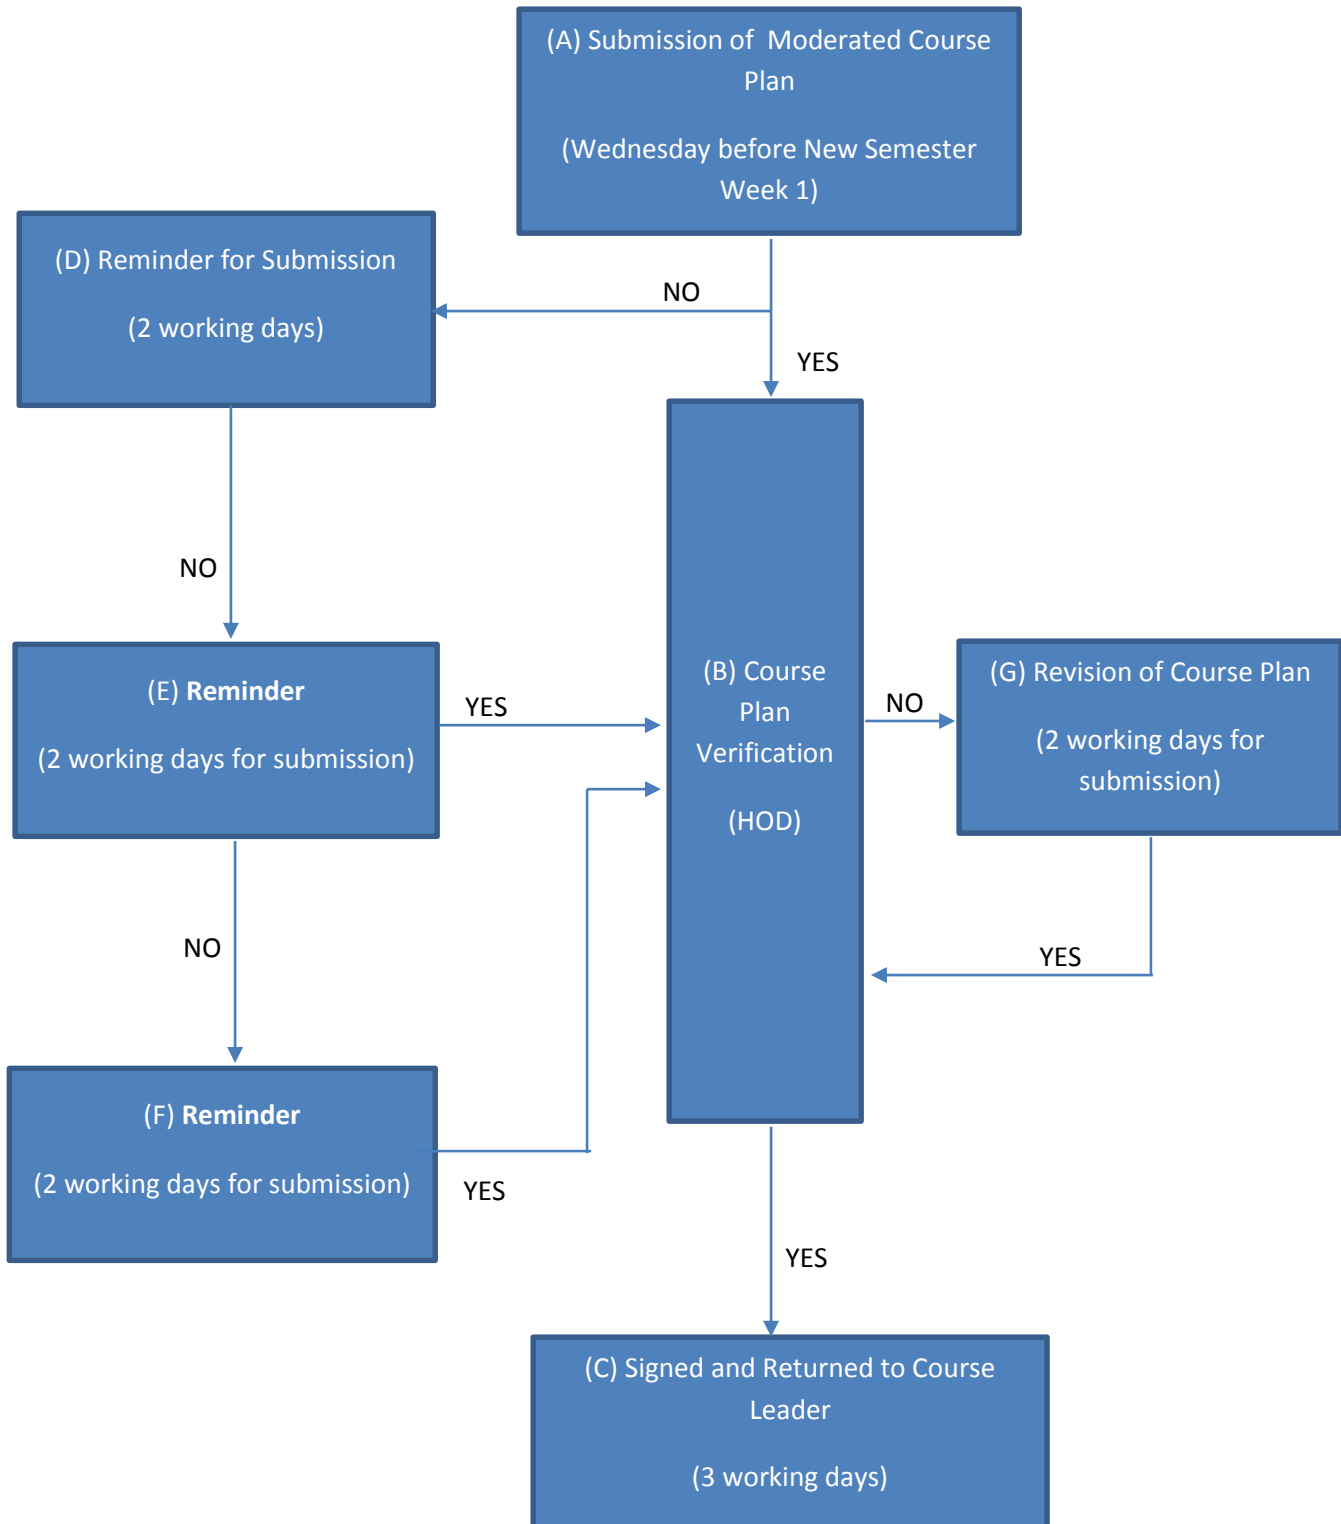 (A) Submission of  Moderated Course
Plan
(Wednesday before New Semester
Week 1)
(D) Reminder for Submission
(2 working days)
NO
YES
NO
(E) Reminder
(2 working days for submission)
YES
(B) Course
Plan
Verification
(HOD)
NO
(G) Revision of Course Plan
(2 working days for
submission)
NO
YES
(F) Reminder
(2 working days for submission)
YES
YES
(C) Signed and Returned to Course
Leader
(3 working days)